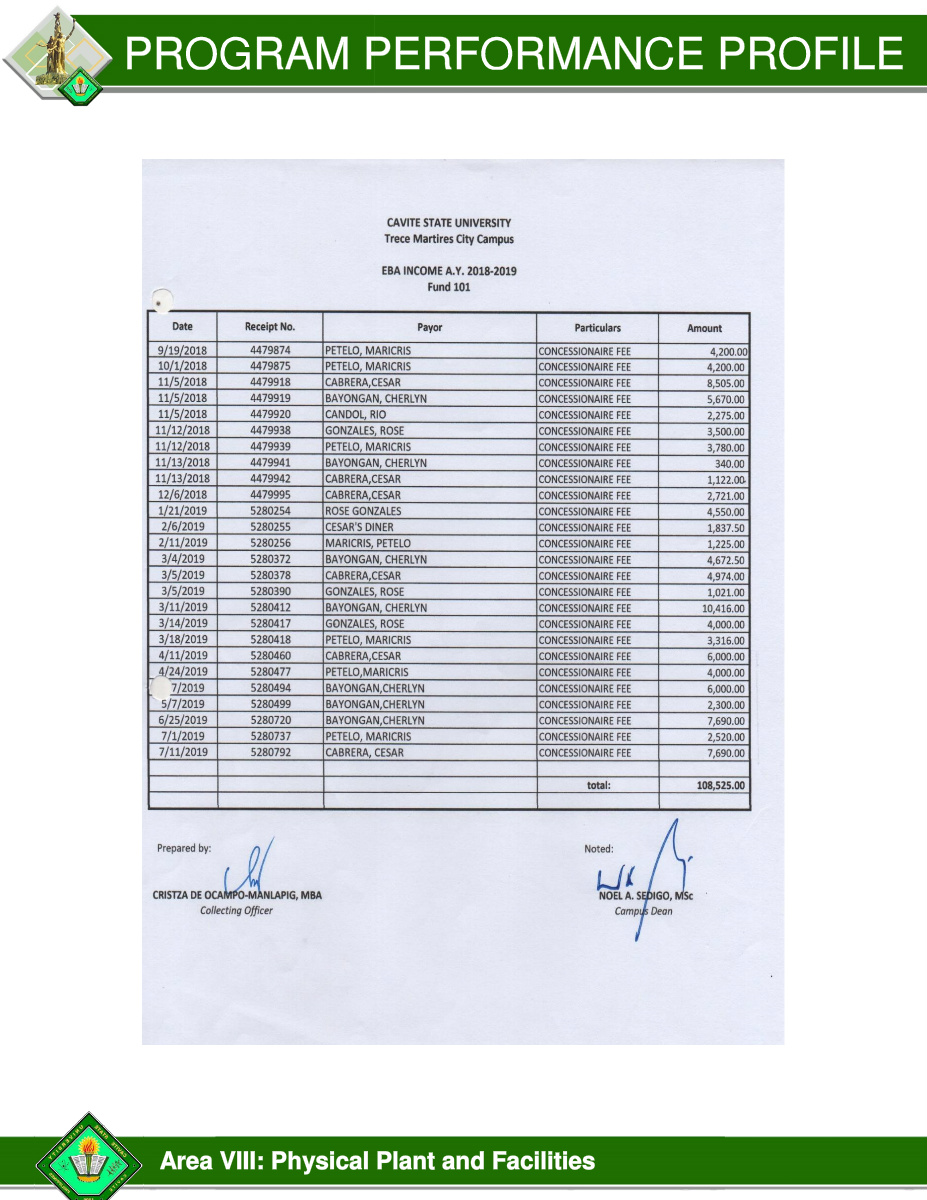 PROGRAM PERFORMANCE PROFILE
CAVITE STATE UNIVERSITY
Trece Martires City Campus
EBA INCOME A.Y. 2018-2019
Fund 101
Date Receipt No. Payor Particulars Amount
9/19/2018 4479874 PETELO, MARICRIS CONCESSIONAIRE FEE 4,200.00
10/1/2018 4479875 PETELO, MARICRIS CONCESSIONAIRE FEE 4,200.00
11/5/2018 4479918 CABRERA,CESAR CONCESSIONAIRE FEE 8,505.00
11/5/2018 4479919 BAYONGAN, CHERLYN CONCESSIONAIRE FEE 5,670.00
11/5/2018 4479920 CANDOL, RIO CONCESSIONAIRE FEE 2,275.00
11/12/2018 4479938 GONZALES, ROSE CONCESSIONAIRE FEE 3,500.00
11/12/2018 4479939 PETELO, MARICRIS CONCESSIONAIRE FEE 3,780.00
11/13/2018 4479941 BAYONGAN, CHERLYN CONCESSIONAIRE FEE 340.00
11/13/2018 4479942 CABRERA,CESAR CONCESSIONAIRE FEE 1,122.00
12/6/2018 4479995 CABRERA,CESAR CONCESSIONAIRE FEE 2,721.00
1/21/2019 5280254 ROSE GONZALES CONCESSIONAIRE FEE 4,550.00
2/6/2019 5280255 CESAR'S DINER CONCESSIONAIRE FEE 1,837.50
2/11/2019 5280256 MARICRIS, PETELO CONCESSIONAIRE FEE 1,225.00
3/4/2019 5280372 BAYONGAN, CHERLYN CONCESSIONAIRE FEE 4,672.50
3/5/2019 5280378 CABRERA,CESAR CONCESSIONAIRE FEE 4,974.00
3/5/2019 5280390 GONZALES, ROSE CONCESSIONAIRE FEE 1,021.00
3/11/2019 5280412 BAYONGAN, CHERLYN CONCESSIONAIRE FEE 10,416.00
3/14/2019 5280417 GONZALES, ROSE CONCESSIONAIRE FEE 4,000.00
3/18/2019 5280418 PETELO, MARICRIS CONCESSIONAIRE FEE 3,316.00
4/11/2019 5280460 CABRERA,CESAR CONCESSIONAIRE FEE 6,000.00
4/24/2019 5280477 PETELO,MARICRIS CONCESSIONAIRE FEE 4,000.00
7/2019 5280494 BAYONGAN,CHERLYN CONCESSIONAIRE FEE 6,000.00
5/7/2019 5280499 BAYONGAN,CHERLYN CONCESSIONAIRE FEE 2,300.00
6/25/2019 5280720 BAYONGAN,CHERLYN CONCESSIONAIRE FEE 7,690.00
7/1/2019 5280737 PETELO, MARICRIS CONCESSIONAIRE FEE 2,520.00
7/11/2019 5280792 CABRERA, CESAR CONCESSIONAIRE FEE 7,690.00
total: 108,525.00
Prepared by: Noted:
CRISTZA DE OCAMPO-MANLAPIG, MBA NOEL A. SEDIGO, MSc
Collecting Officer Campus Dean
Area VIII: Physical Plant and Facilities